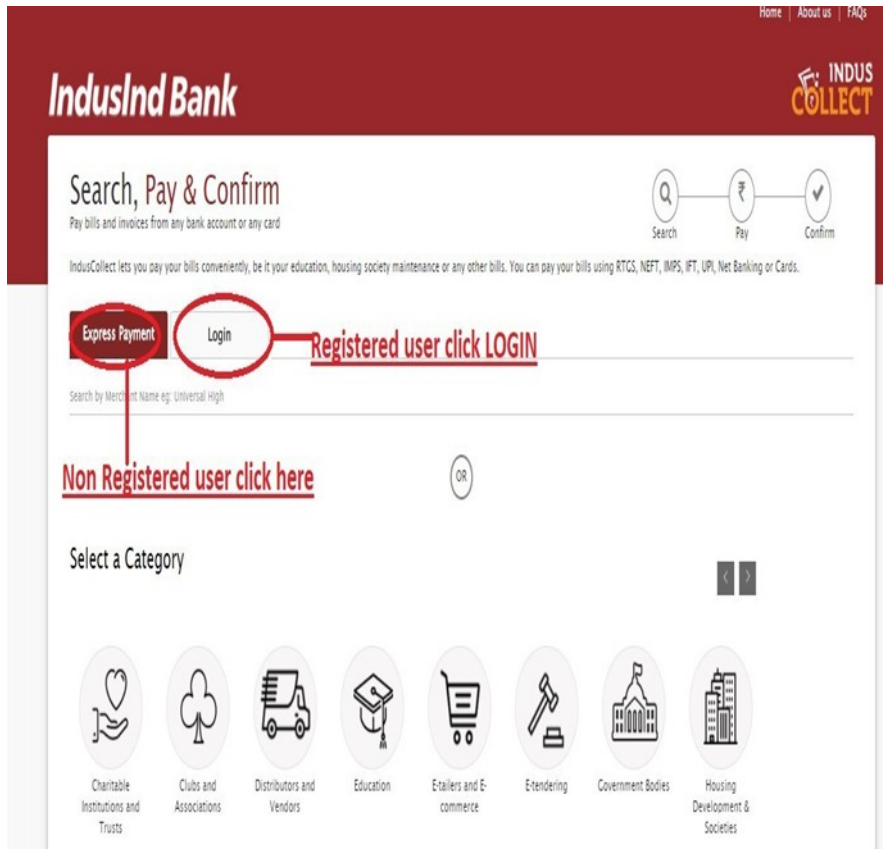 Home | About us | FAQs
IndusInd Bank
INDUS
COLLECT
Search, Pay & Confirm
Pay bills and invoices from any bank account or any card
Search
Pay
Confirm
IndusCollect lets you pay your bills conveniently, be it your education, housing society maintenance or any other bills. You can pay your bills using RTGS, NEFT, IMPS, IFT, UPI, Net Banking or Cards.
Express Payment
Login
Registered user click LOGIN
Search by Merchant Name eg: Universal High
Non Registered user click here
OR
Select a Category
< >
Charitable
Institutions and
Trusts
Clubs and
Associations
Distributors and
Vendors
Education
E-tailers and E-
commerce
E-tendering
Government Bodies
Housing
Development &
Societies